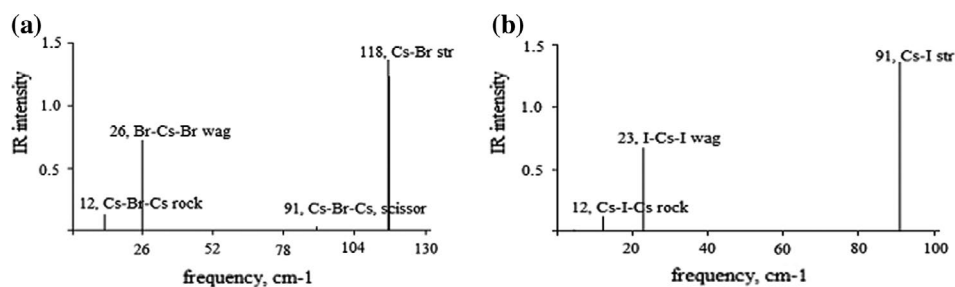 (a)
IR intensity
1.5
1.0
0.5
118, Cs-Br str
26, Br-Cs-Br wag
12, Cs-Br-Cs rock
91, Cs-Br-Cs, scissor
26 52 78 104 130
frequency, cm-1
(b)
IR intensity
1.5
1.0
0.5
91, Cs-I str
23, I-Cs-I wag
12, Cs-I-Cs rock
20 40 60 80 100
frequency, cm-1